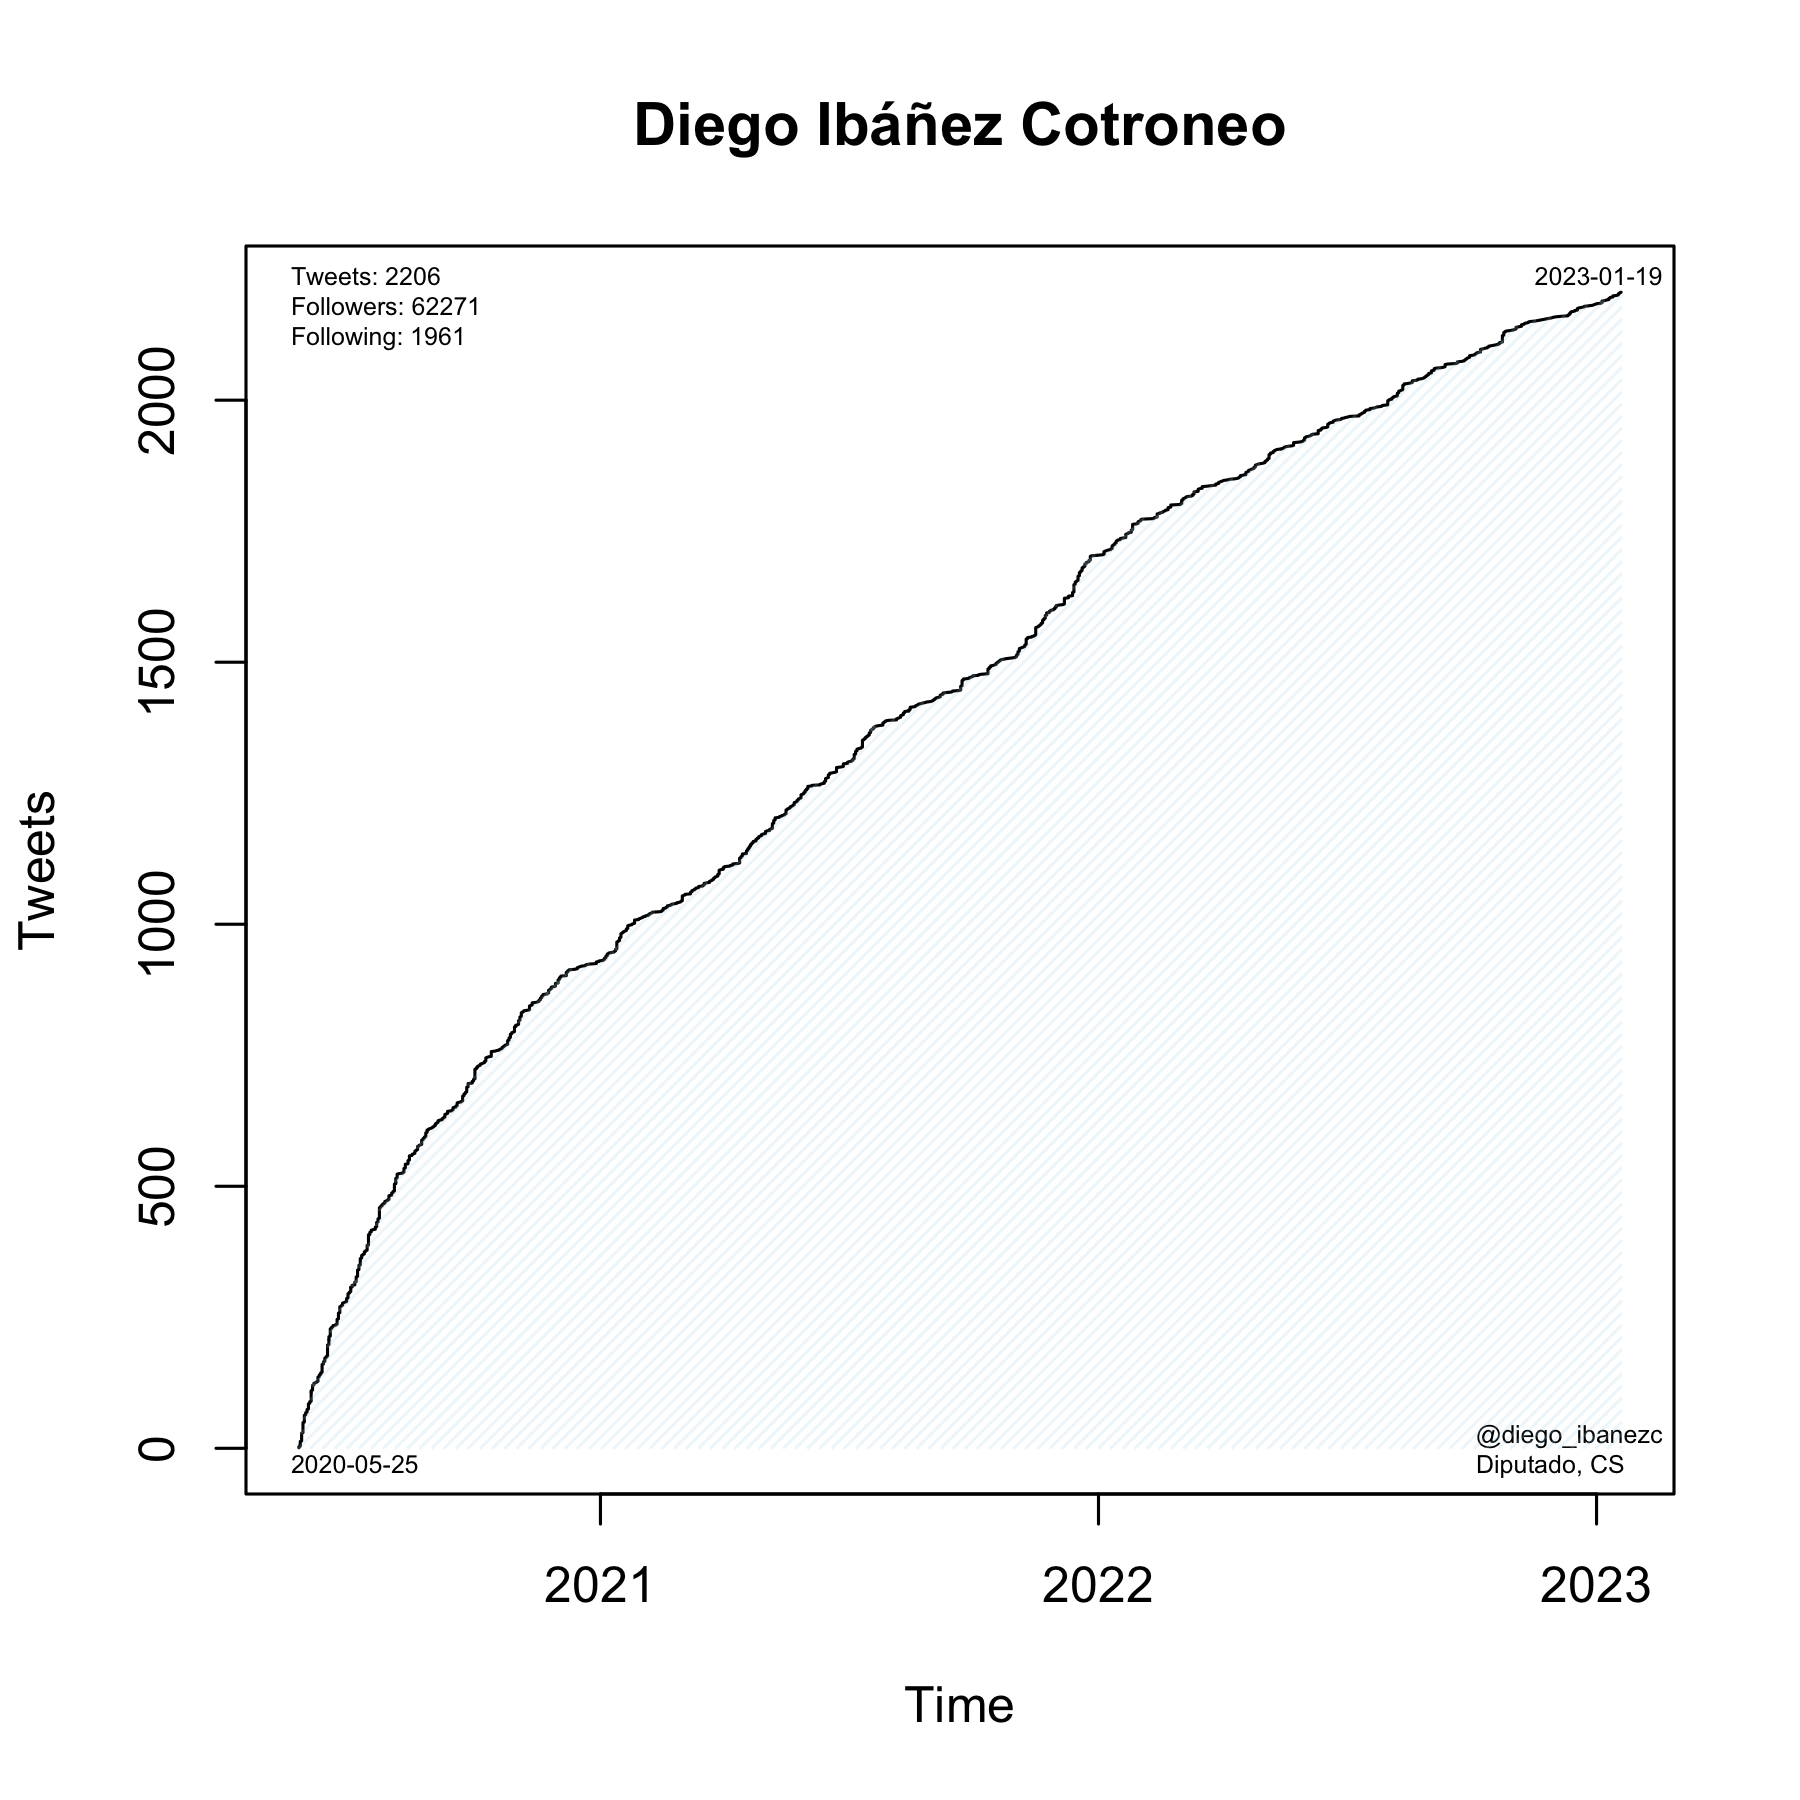 Diego Ibáñez Cotroneo
Tweets: 2206
Followers: 62271
Following: 1961
2023-01-19
2000
1500
1000
500
0
Tweets
2020-05-25
@diego_ibanezc
Diputado, CS
2021
2022
2023
Time